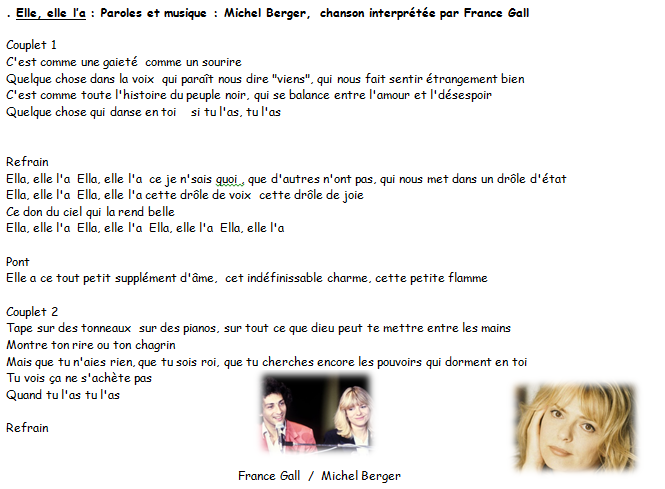 . Elle, elle l'a : Paroles et musique : Michel Berger, chanson interprétée par France Gall
Couplet 1
C'est comme une gaieté comme un sourire
Quelque chose dans la voix qui paraît nous dire "viens", qui nous fait sentir étrangement bien
C'est comme toute l'histoire du peuple noir, qui se balance entre l'amour et l'désespoir
Quelque chose qui danse en toi si tu l'as, tu l'as
Refrain
Ella, elle l'a Ella, elle l'a ce je n'sais quoi , que d'autres n'ont pas, qui nous met dans un drôle d'état
Ella, elle l'a Ella, elle l'a cette drôle de voix cette drôle de joie
Ce don du ciel qui la rend belle
Ella, elle l'a Ella, elle l'a Ella, elle l'a Ella, elle l'a
Pont
Elle a ce tout petit supplément d'âme, cet indéfinissable charme, cette petite flamme
Couplet 2
Tape sur des tonneaux sur des pianos, sur tout ce que dieu peut te mettre entre les mains
Montre ton rire ou ton chagrin
Mais que tu n'aies rien, que tu sois roi, que tu cherches encore les pouvoirs qui dorment en toi
Tu vois ça ne s'achète pas
Quand tu l'as tu l'as
Refrain
France Gall / Michel Berger